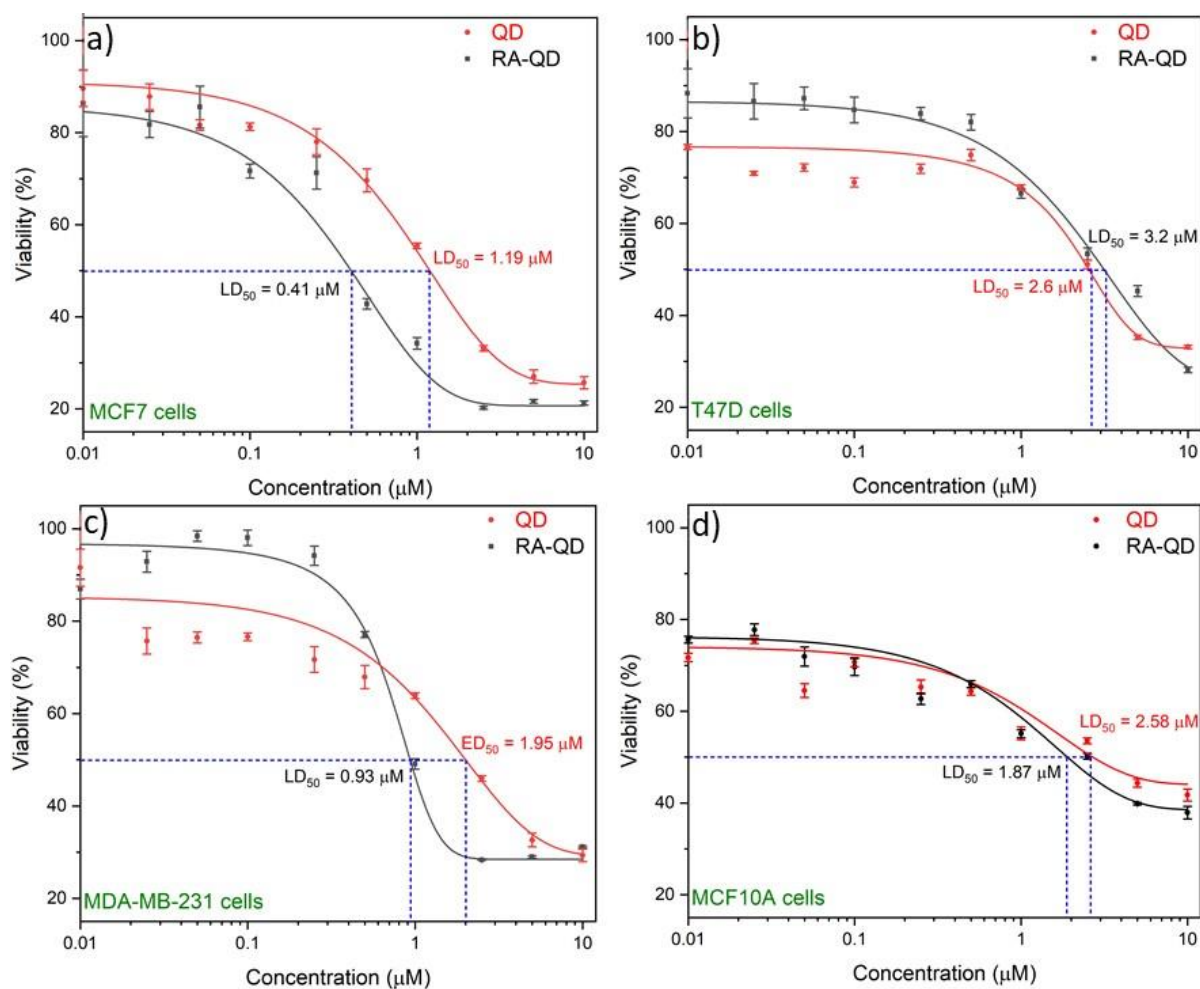 a)
QD
RA-QD
100
80
60
40
20
Viability (%)
LD50 = 1.19 μM
LD50 = 0.41 μM
MCF7 cells
0.01 0.1 1 10
Concentration (μM)
b)
QD
RA-QD
100
80
60
40
20
Viability (%)
LD50 = 3.2 μM
LD50 = 2.6 μM
T47D cells
0.01 0.1 1 10
Concentration (μM)
c)
QD
RA-QD
100
80
60
40
20
Viability (%)
ED50 = 1.95 μM
LD50 = 0.93 μM
MDA-MB-231 cells
0.01 0.1 1 10
Concentration (μM)
d)
QD
RA-QD
100
80
60
40
20
Viability (%)
LD50 = 2.58 μM
LD50 = 1.87 μM
MCF10A cells
0.01 0.1 1 10
Concentration (μM)